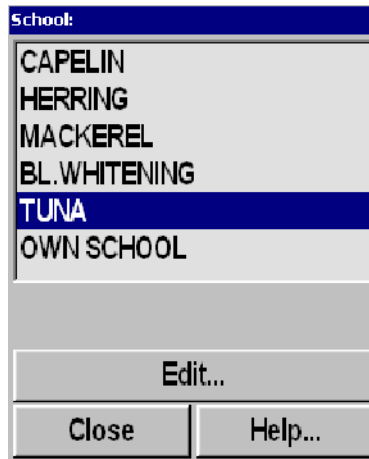 School:
CAPELIN
HERRING
MACKEREL
BL.WHITENING
TUNA
OWN SCHOOL
Edit...
Close
Help...